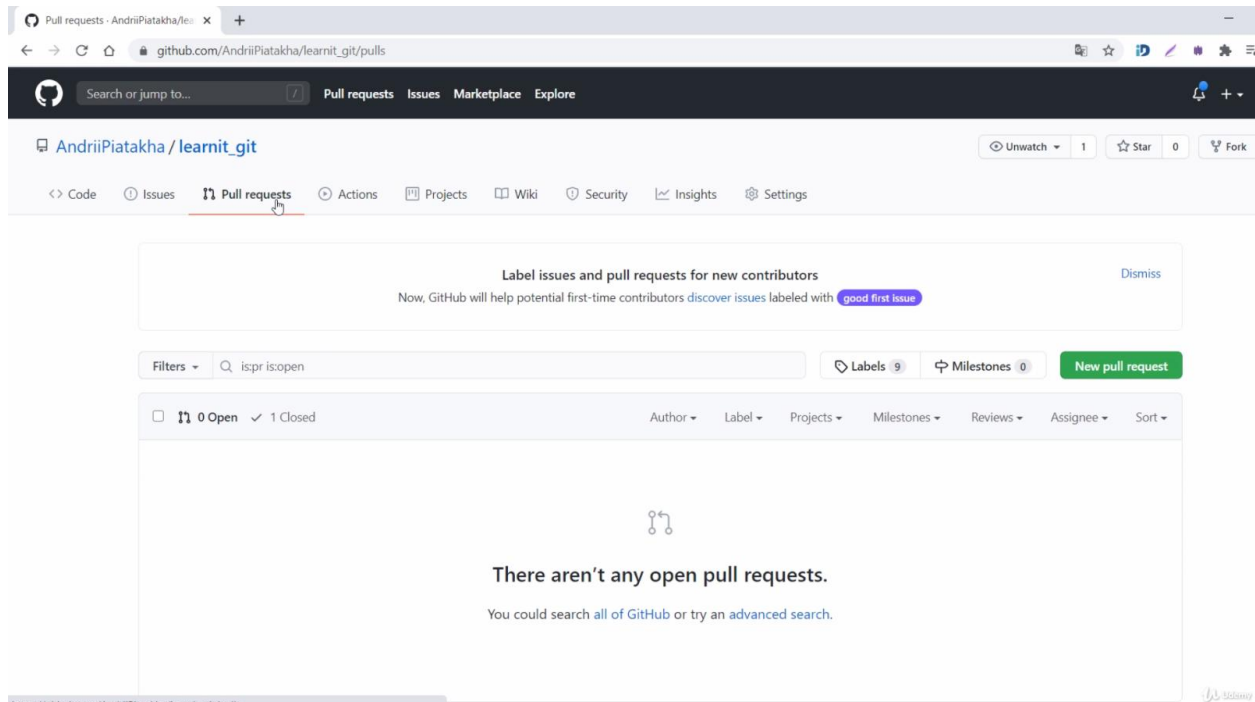 Pull requests · AndriiPiatakha/lea
github.com/AndriiPiatakha/learnit_git/pulls
Search or jump to... / Pull requests Issues Marketplace Explore
AndriiPiatakha / learnit_git
Unwatch 1 Star 0 Fork
Code Issues Pull requests Actions Projects Wiki Security Insights Settings
Label issues and pull requests for new contributors
Dismiss
Now, GitHub will help potential first-time contributors discover issues labeled with good first issue
Filters is:pr is:open Labels 9 Milestones 0 New pull request
0 Open 1 Closed Author Label Projects Milestones Reviews Assignee Sort
There aren't any open pull requests.
You could search all of GitHub or try an advanced search.
Udemy